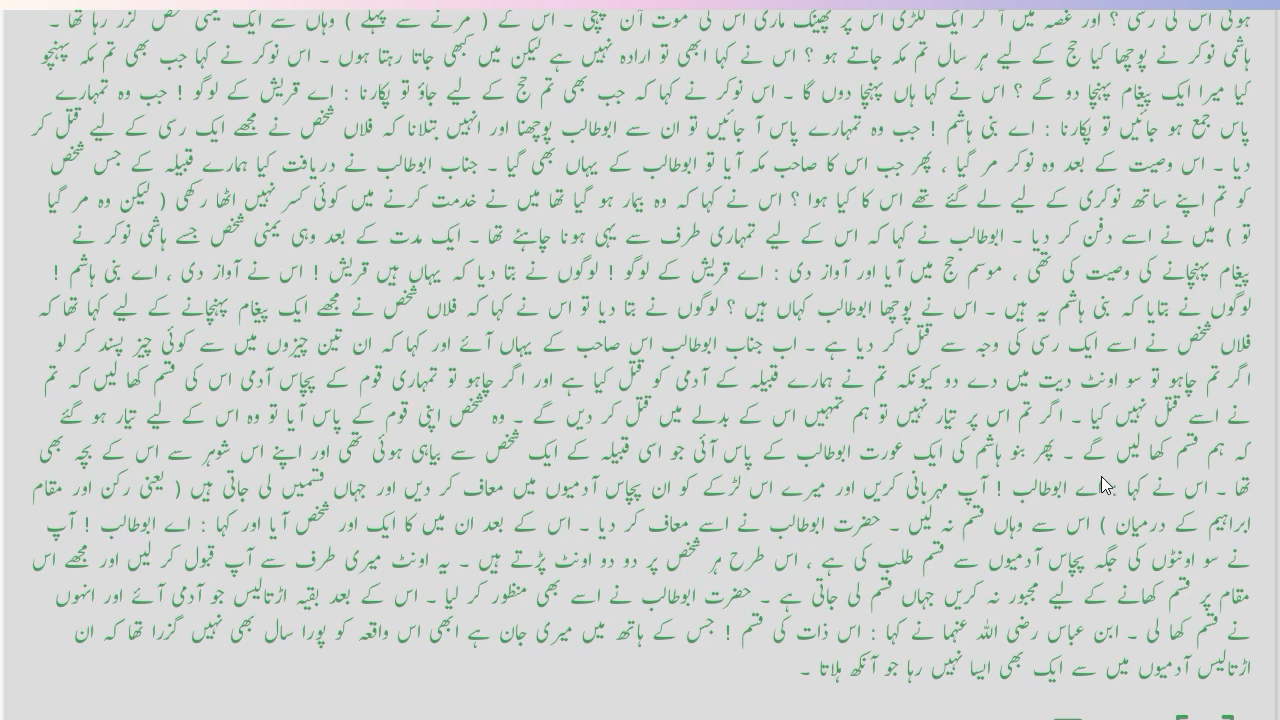 ہوئی اس کی رسی ؟ اور غصہ میں آ کر ایک لکڑی اس پر پھینک ماری اس کی موت آن پہنچی ۔ اس کے ( مرنے سے پہلے ) وہاں سے ایک یمنی شخص گزر رہا تھا ۔
ہاشمی نوکر نے پوچھا کیا حج کے لیے ہر سال تم مکہ جاتے ہو ؟ اس نے کہا ابھی تو ارادہ نہیں ہے لیکن میں کبھی جاتا رہتا ہوں ۔ اس نوکر نے کہا جب بھی تم مکہ پہنچو
کیا میرا ایک پیغام پہنچا دو گے ؟ اس نے کہا ہاں پہنچا دوں گا ۔ اس نوکر نے کہا کہ جب بھی تم حج کے لیے جاؤ تو پکارنا : اے قریش کے لوگو ! جب وہ تمہارے
پاس جمع ہو جائیں تو پکارنا : اے بنی ہاشم ! جب وہ تمہارے پاس آ جائیں تو ان سے ابوطالب پوچھنا اور انہیں بتلانا کہ فلاں شخص نے مجھے ایک رسی کے لیے قتل کر
دیا ۔ اس وصیت کے بعد وہ نوکر مر گیا ، پھر جب اس کا صاحب مکہ آیا تو ابوطالب کے یہاں بھی گیا ۔ جناب ابوطالب نے دریافت کیا ہمارے قبیلہ کے جس شخص
کو تم اپنے ساتھ نوکری کے لیے لے گئے تھے اس کا کیا ہوا ؟ اس نے کہا کہ وہ بیمار ہو گیا تھا میں نے خدمت کرنے میں کوئی کسر نہیں اٹھا رکھی ( لیکن وہ مر گیا
تو ) میں نے اسے دفن کر دیا ۔ ابوطالب نے کہا کہ اس کے لیے تمہاری طرف سے یہی ہونا چاہئے تھا ۔ ایک مدت کے بعد وہی یمنی شخص جسے ہاشمی نوکر نے
پیغام پہنچانے کی وصیت کی تھی ، موسم حج میں آیا اور آواز دی : اے قریش کے لوگو ! لوگوں نے بتا دیا کہ یہاں ہیں قریش ! اس نے آواز دی ، اے بنی ہاشم !
لوگوں نے بتایا کہ بنی ہاشم یہ ہیں ۔ اس نے پوچھا ابوطالب کہاں ہیں ؟ لوگوں نے بتا دیا تو اس نے کہا کہ فلاں شخص نے مجھے ایک پیغام پہنچانے کے لیے کہا تھا کہ
فلاں شخص نے اسے ایک رسی کی وجہ سے قتل کر دیا ہے ۔ اب جناب ابوطالب اس صاحب کے یہاں آئے اور کہا کہ ان تین چیزوں میں سے کوئی چیز پسند کر لو
اگر تم چاہو تو سو اونٹ دیت میں دے دو کیونکہ تم نے ہمارے قبیلہ کے آدمی کو قتل کیا ہے اور اگر چاہو تو تمہاری قوم کے پچاس آدمی اس کی قسم کھا لیں کہ تم
نے اسے قتل نہیں کیا ۔ اگر تم اس پر تیار نہیں تو ہم تمہیں اس کے بدلے میں قتل کر دیں گے ۔ وہ شخص اپنی قوم کے پاس آیا تو وہ اس کے لیے تیار ہو گئے
کہ ہم قسم کھا لیں گے ۔ پھر بنو ہاشم کی ایک عورت ابوطالب کے پاس آئی جو اسی قبیلہ کے ایک شخص سے بیاہی ہوئی تھی اور اپنے اس شوہر سے اس کے بچہ بھی
تھا ۔ اس نے کہا اے ابوطالب ! آپ مہربانی کریں اور میرے اس لڑکے کو ان پچاس آدمیوں میں معاف کر دیں اور جہاں قسمیں لی جاتی ہیں ( یعنی رکن اور مقام
ابراہیم کے درمیان ) اس سے وہاں قسم نہ لیں ۔ حضرت ابوطالب نے اسے معاف کر دیا ۔ اس کے بعد ان میں کا ایک اور شخص آیا اور کہا : اے ابوطالب ! آپ
نے سو اونٹوں کی جگہ پچاس آدمیوں سے قسم طلب کی ہے ، اس طرح ہر شخص پر دو دو اونٹ پڑتے ہیں ۔ یہ اونٹ میری طرف سے آپ قبول کر لیں اور مجھے اس
مقام پر قسم کھانے کے لیے مجبور نہ کریں جہاں قسم لی جاتی ہے ۔ حضرت ابوطالب نے اسے بھی منظور کر لیا ۔ اس کے بعد بقیہ اڑتالیس جو آدمی آئے اور انہوں
نے قسم کھا لی ۔ ابن عباس رضی اللہ عنہما نے کہا : اس ذات کی قسم ! جس کے ہاتھ میں میری جان ہے ابھی اس واقعہ کو پورا سال بھی نہیں گزرا تھا کہ ان
اڑتالیس آدمیوں میں سے ایک بھی ایسا نہیں رہا جو آنکھ ہلاتا ۔